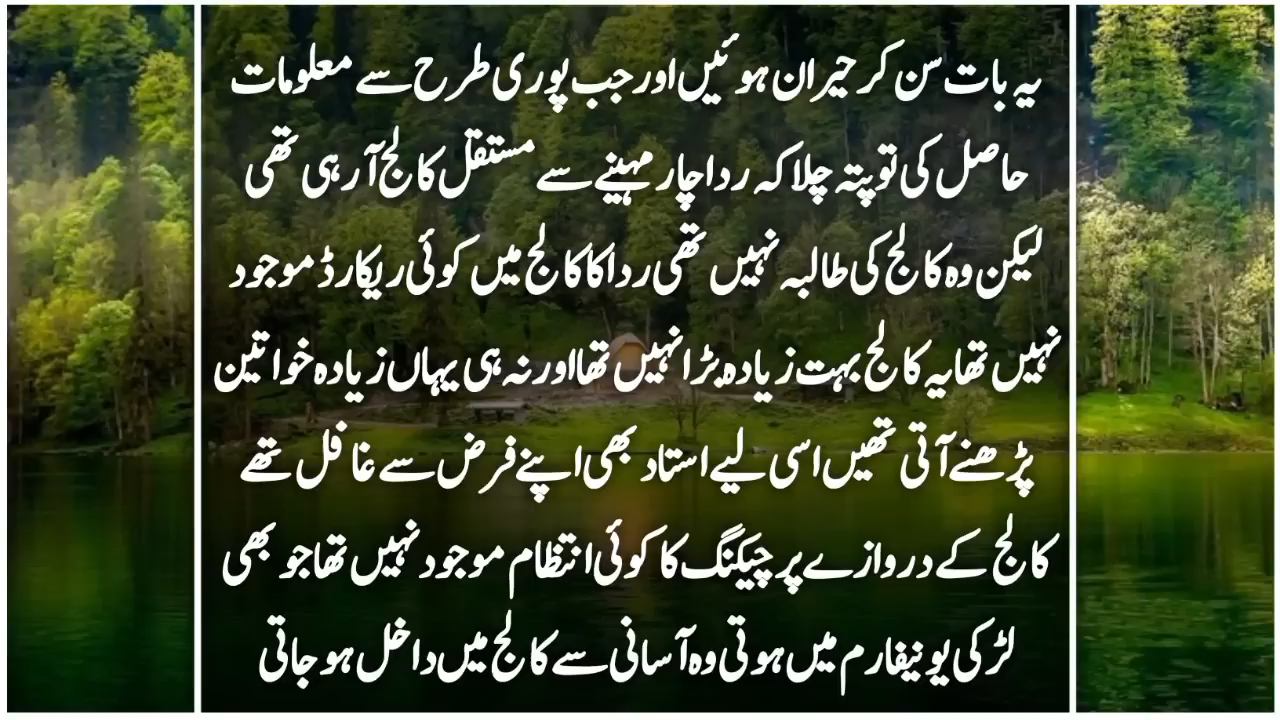 یہ بات سن کر حیران ہوئیں اور جب پوری طرح سے معلومات
حاصل کی تو پتہ چلا کہ ردا چار مہینے سے مستقل کالج آ رہی تھی
لیکن وہ کالج کی طالبہ نہیں تھی ردا کا کالج میں کوئی ریکارڈ موجود
نہیں تھا یہ کالج بہت زیادہ بڑا نہیں تھا اور نہ ہی یہاں زیادہ خواتین
پڑھنے آتی تھیں اسی لیے استاد بھی اپنے فرض سے غافل تھے
کالج کے دروازے پر چیکنگ کا کوئی انتظام موجود نہیں تھا جو بھی
لڑکی یونیفارم میں ہوتی وہ آسانی سے کالج میں داخل ہو جاتی